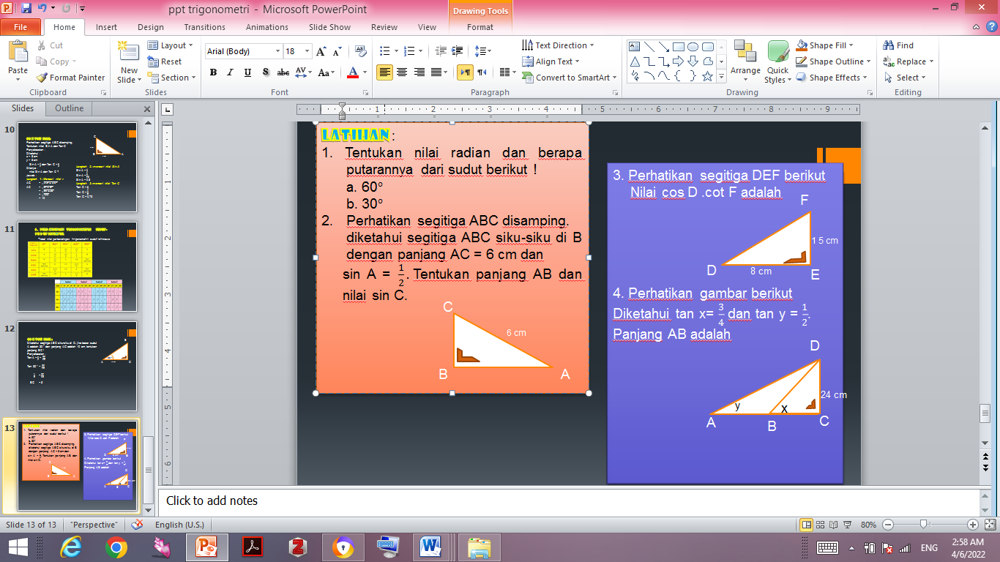 ppt trigonometri - Microsoft PowerPoint
Drawing Tools
File Home Insert Design Transitions Animations Slide Show Review View Format
Paste
Cut
Copy
Format Painter
Clipboard
New Slide
Layout
Reset
Section
Slides
Arial (Body) 18
B I U S abc AV Aa A
Font
Text Direction
Align Text
Convert to SmartArt
Paragraph
Arrange
Quick Styles
Shape Fill
Shape Outline
Shape Effects
Drawing
Find
Replace
Select
Editing
Slides Outline
10
11
12
13
LATIHAN :
1. Tentukan nilai radian dan berapa
putarannya dari sudut berikut !
a. 60°
b. 30°
2. Perhatikan segitiga ABC disamping.
diketahui segitiga ABC siku-siku di B
dengan panjang AC = 6 cm dan
sin A = 1/2. Tentukan panjang AB dan
nilai sin C.
C
6 cm
B A
3. Perhatikan segitiga DEF berikut
Nilai cos D .cot F adalah
F
1 5 cm
D
8 cm
E
4. Perhatikan gambar berikut
Diketahui tan x= 3/4 dan tan y = 1/2.
Panjang AB adalah
D
24 cm
y x
A B C
Click to add notes
Slide 13 of 13 "Perspective" English (U.S.) 80%
ENG
2:58 AM
4/6/2022